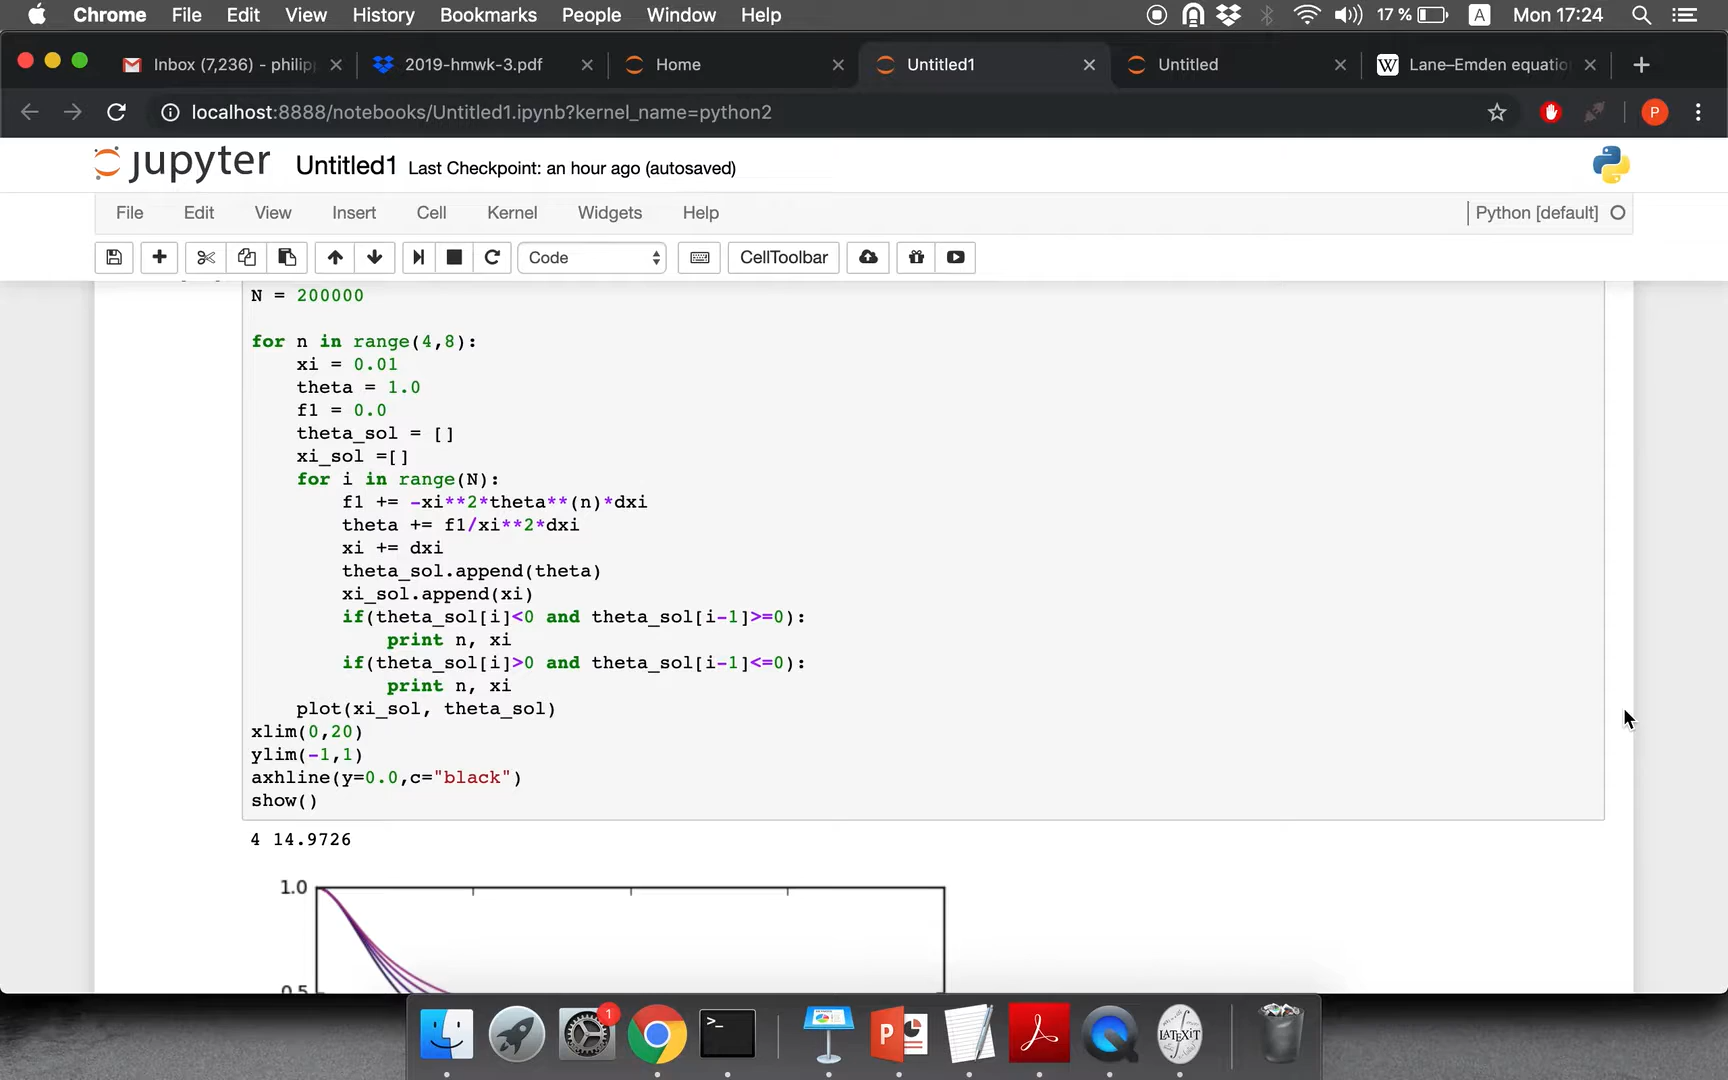 Chrome File Edit View History Bookmarks People Window Help 17 % A Mon 17:24
Inbox (7,236) - philip 2019-hmwk-3.pdf Home Untitled1 Untitled Lane–Emden equatio
localhost:8888/notebooks/Untitled1.ipynb?kernel_name=python2 P
jupyter Untitled1 Last Checkpoint: an hour ago (autosaved)
File Edit View Insert Cell Kernel Widgets Help Python [default]
Code CellToolbar
N = 200000
for n in range(4,8):
    xi = 0.01
    theta = 1.0
    f1 = 0.0
    theta_sol = []
    xi_sol =[]
    for i in range(N):
        f1 += -xi**2*theta**(n)*dxi
        theta += f1/xi**2*dxi
        xi += dxi
        theta_sol.append(theta)
        xi_sol.append(xi)
        if(theta_sol[i]<0 and theta_sol[i-1]>=0):
            print n, xi
        if(theta_sol[i]>0 and theta_sol[i-1]<=0):
            print n, xi
    plot(xi_sol, theta_sol)
xlim(0,20)
ylim(-1,1)
axhline(y=0.0,c="black")
show()
4 14.9726
1.0
0.5
1 >_ P LATEXiT